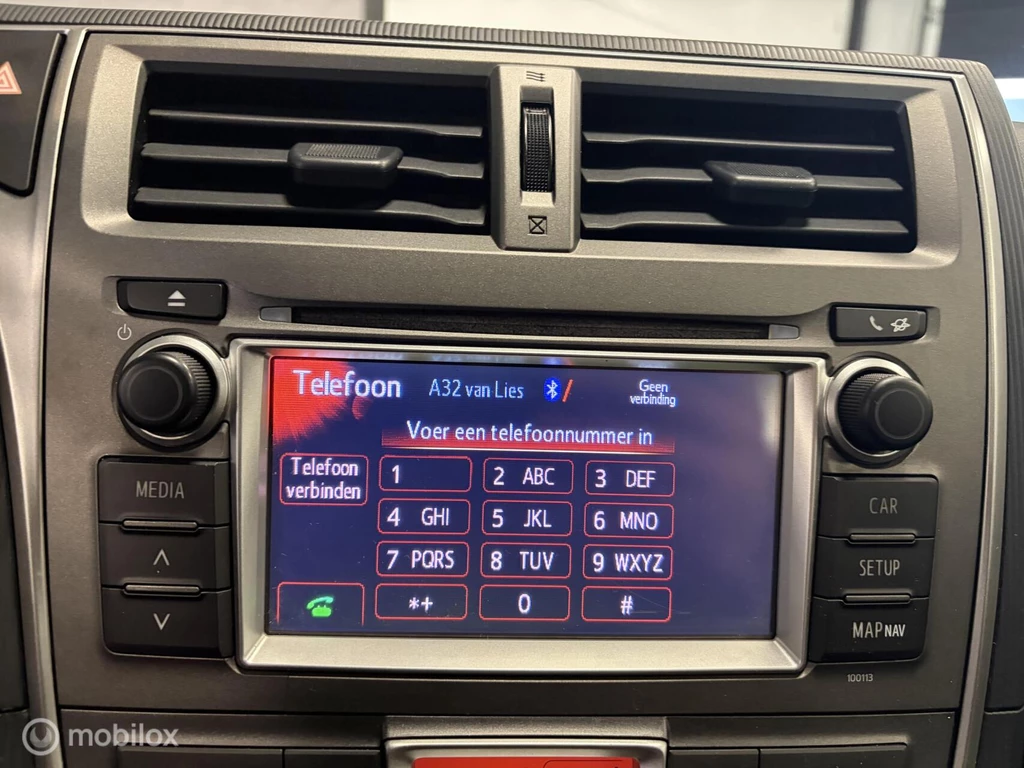 Telefoon A32 van Lies Geen
verbinding
Voer een telefoonnummer in
Telefoon
verbinden
1 2 ABC 3 DEF
4 GHI 5 JKL 6 MNO
7 PQRS 8 TUV 9 WXYZ
*+ 0 #
MEDIA
CAR
SETUP
MAP NAV
100113
mobilox